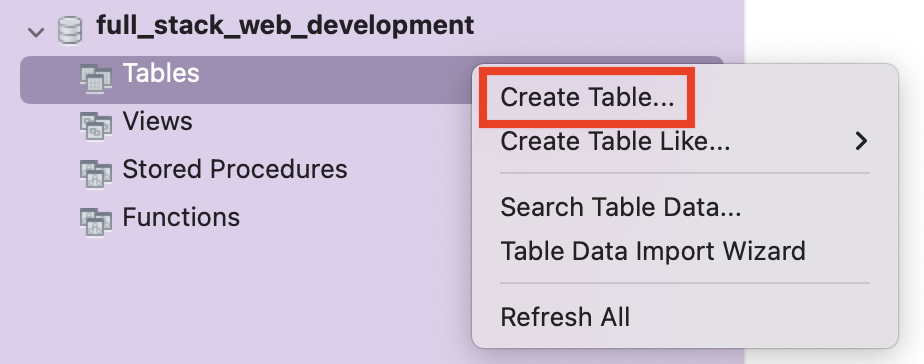 full_stack_web_development
Tables
Views
Stored Procedures
Functions
Create Table...
Create Table Like...
Search Table Data...
Table Data Import Wizard
Refresh All